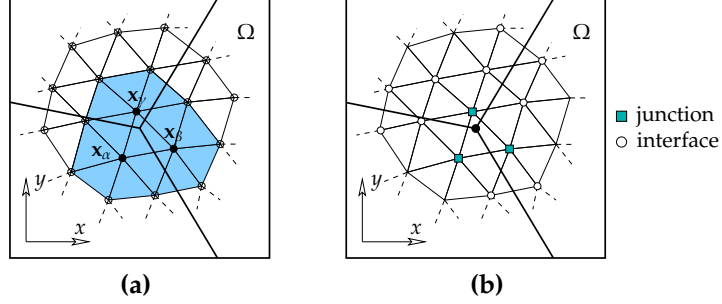 Ω
x_γ
x_β
x_α
y
x
(a)
Ω
y
x
(b)
junction
interface